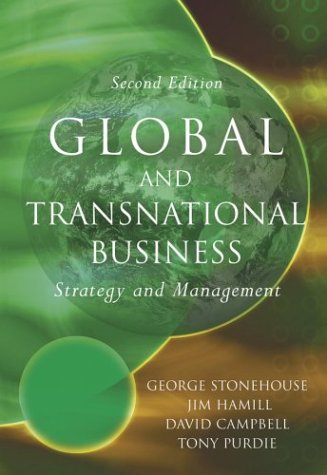 Second Edition
GLOBAL
AND
TRANSNATIONAL
BUSINESS
Strategy and Management
GEORGE STONEHOUSE
JIM HAMILL
DAVID CAMPBELL
TONY PURDIE